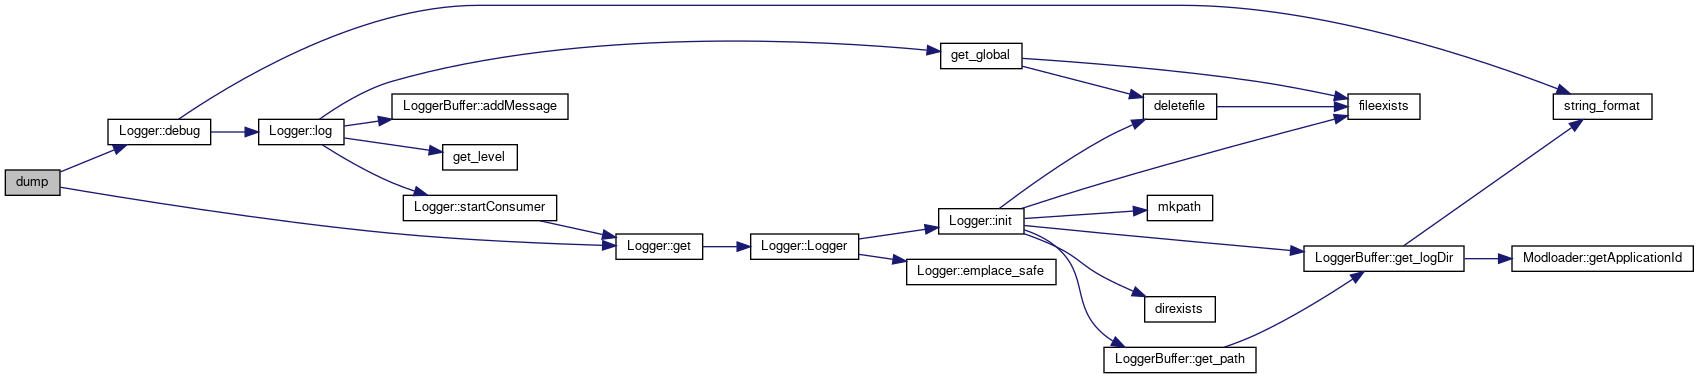 dump
Logger::debug
Logger::log
LoggerBuffer::addMessage
get_level
Logger::startConsumer
Logger::get
Logger::Logger
get_global
Logger::init
Logger::emplace_safe
deletefile
mkpath
direxists
LoggerBuffer::get_path
fileexists
LoggerBuffer::get_logDir
string_format
Modloader::getApplicationId